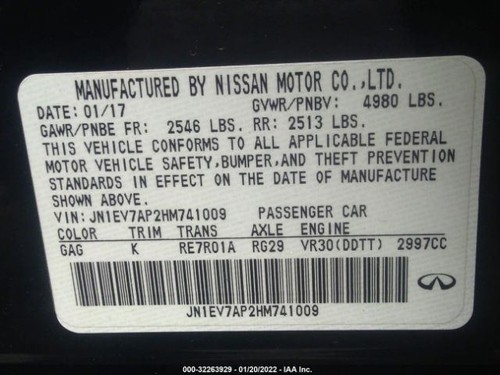 MANUFACTURED BY NISSAN MOTOR CO.,LTD.
DATE: 01/17 GVWR/PNBV: 4980 LBS.
GAWR/PNBE FR: 2546 LBS. RR: 2513 LBS.
THIS VEHICLE CONFORMS TO ALL APPLICABLE FEDERAL
MOTOR VEHICLE SAFETY,BUMPER,AND THEFT PREVENTION
STANDARDS IN EFFECT ON THE DATE OF MANUFACTURE
SHOWN ABOVE.
VIN: JN1EV7AP2HM741009 PASSENGER CAR
COLOR TRIM TRANS AXLE ENGINE
GAG K RE7R01A RG29 VR30(DDTT) 2997CC
JN1EV7AP2HM741009
000-32263929 - 01/20/2022 - IAA Inc.